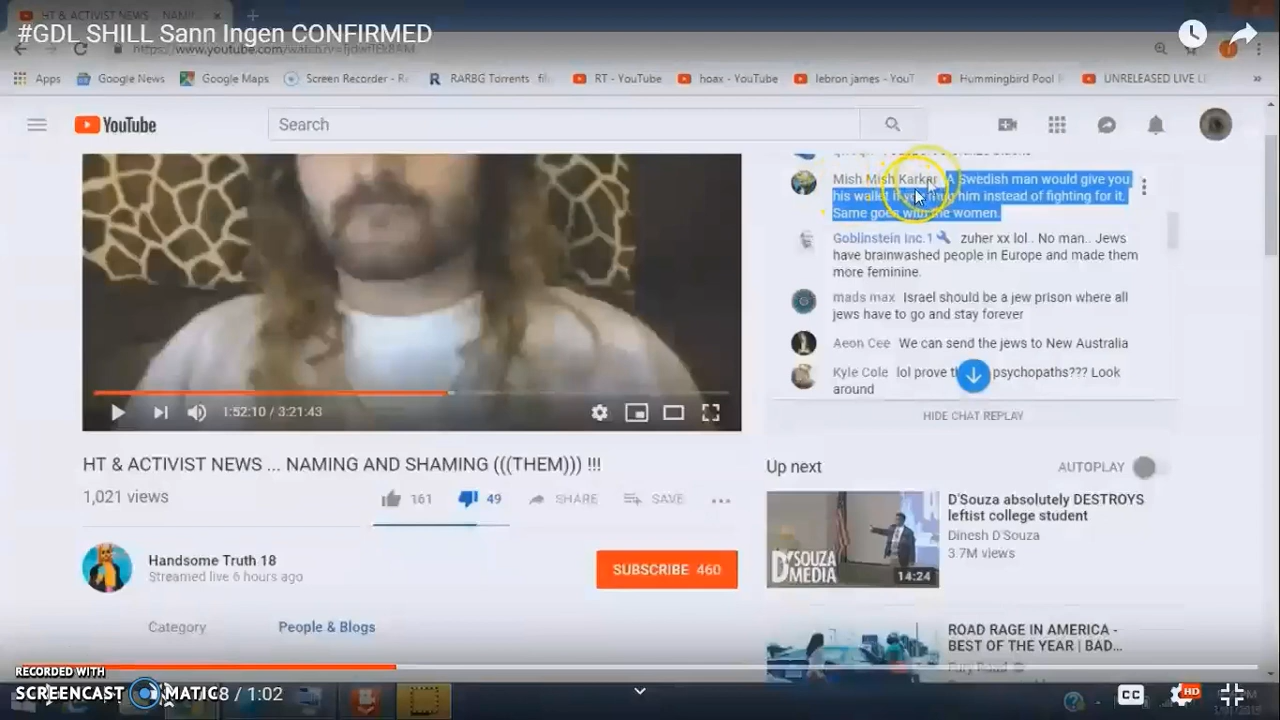 HT & ACTIVIST NEWS ... NAMIN
#GDL SHILL Sann Ingen CONFIRMED
https://www.youtube.com/watch
Apps Google News Google Maps Screen Recorder - R RARBG Torrents RT - YouTube hoax - YouTube lebron james - YouT Hummingbird Pool UNRELEASED LIVE L »
YouTube
Search
Mish Mish Karkar A Swedish man would give you
his wallet him instead of fighting for it.
Same goes with the women.
Goblinstein Inc.1 zuher xx lol.. No man.. Jews
have brainwashed people in Europe and made them
more feminine.
mads max Israel should be a jew prison where all
jews have to go and stay forever
Aeon Cee We can send the jews to New Australia
Kyle Cole lol prove psychopaths??? Look
around
HIDE CHAT REPLAY
1:52:10 / 3:21:43
HT & ACTIVIST NEWS ... NAMING AND SHAMING (((THEM))) !!!
1,021 views
161 49 SHARE SAVE
Handsome Truth 18
Streamed live 6 hours ago
SUBSCRIBE 460
Category People & Blogs
Up next AUTOPLAY
D'Souza absolutely DESTROYS
leftist college student
Dinesh D'Souza
3.7M views
D'SOUZA
MEDIA
14:24
ROAD RAGE IN AMERICA -
BEST OF THE YEAR | BAD...
RECORDED WITH
SCREENCAST MATIC
8 / 1:02
CC HD